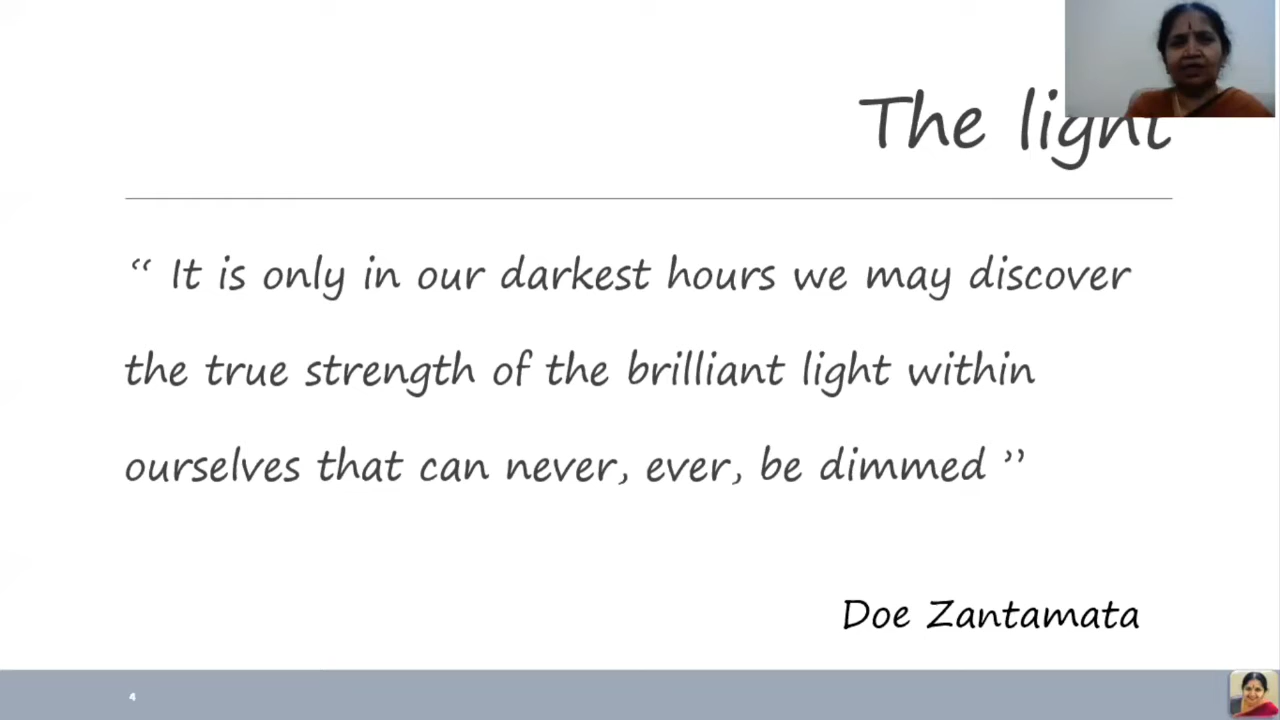 The light
“ It is only in our darkest hours we may discover
the true strength of the brilliant light within
ourselves that can never, ever, be dimmed ”
Doe Zantamata
4